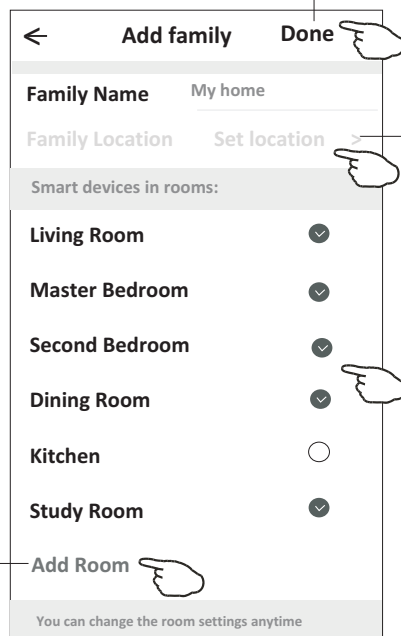 Add family Done
Family Name My home
Family Location Set location >
Smart devices in rooms:
Living Room
Master Bedroom
Second Bedroom
Dining Room
Kitchen
Study Room
Add Room
You can change the room settings anytime